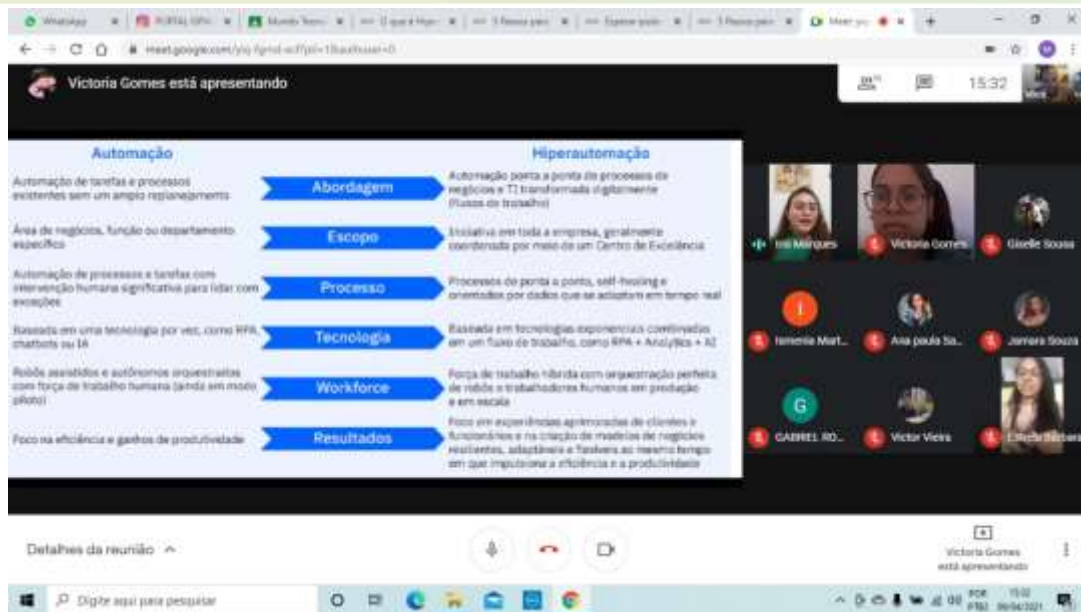 WhatsApp
Victoria Gomes está apresentando
15:32
Automação
Hiperautomação
Automação de tarefas e processos
existentes sem um amplo replanejamento
Abordagem
Automação ponta a ponta de processos de
negócios e TI transformada digitalmente
(fluxos de trabalho)
Área de negócios, função ou departamento
específico
Escopo
Iniciativa em toda a empresa, geralmente
coordenada por meio de um Centro de Excelência
Automação de processos e tarefas com
intervenção humana significativa para lidar com
exceções
Processo
Processos de ponta a ponta, self-healing e
orientados por dados que se adaptam em tempo real
Baseada em uma tecnologia por vez, como RPA,
chatbots ou IA
Tecnologia
Baseada em tecnologias exponenciais combinadas
em um fluxo de trabalho, como RPA + Analytics + AI
Robôs assistidos e autônomos orquestrados
com força de trabalho humana (ainda em modo
piloto)
Workforce
Força de trabalho híbrida com orquestração perfeita
de robôs e trabalhadores humanos em produção
e em escala
Foco na eficiência e ganhos de produtividade
Resultados
Foco em experiências aprimoradas de clientes e
funcionários e na criação de modelos de negócios
resilientes, adaptáveis e flexíveis ao mesmo tempo
em que impulsiona a eficiência e a produtividade
Marques
Victoria Gomes
Giselle Sousa
Ismenia Mart...
Ana paula Sa...
Jamara Souza
G
GABRIEL RO...
Victor Vieira
Detalhes da reunião
Victoria Gomes
está apresentando
Digite aqui para pesquisar
POR
15:32
PTB2
09/04/2021